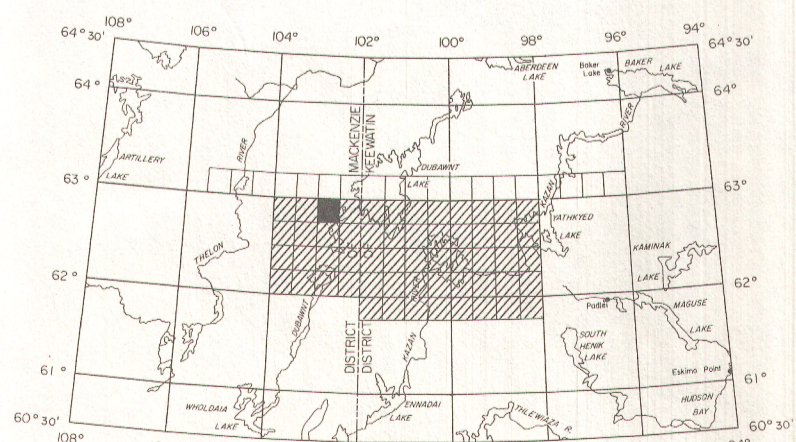 108°
106°
104°
102°
100°
98°
96°
94°
64° 30'
64° 30'
ABERDEEN
LAKE
Baker
Lake
BAKER
LAKE
64°
64°
MACKENZIE
KEEWATIN
RIVER
RIVER
ARTILLERY
LAKE
DUBAWNT
LAKE
63°
63°
KAZAN
YATHKYED
LAKE
THELON
OF
OF
KAMINAK
LAKE
62°
62°
RIVER
Padlei
MAGUSE
LAKE
DUBAWNT
DISTRICT
DISTRICT
KAZAN
SOUTH
HENIK
LAKE
61°
61°
Eskimo Point
HUDSON
BAY
WHOLDAIA
LAKE
ENNADAI
LAKE
THLEWIAZA R.
60° 30'
60° 30'
108°